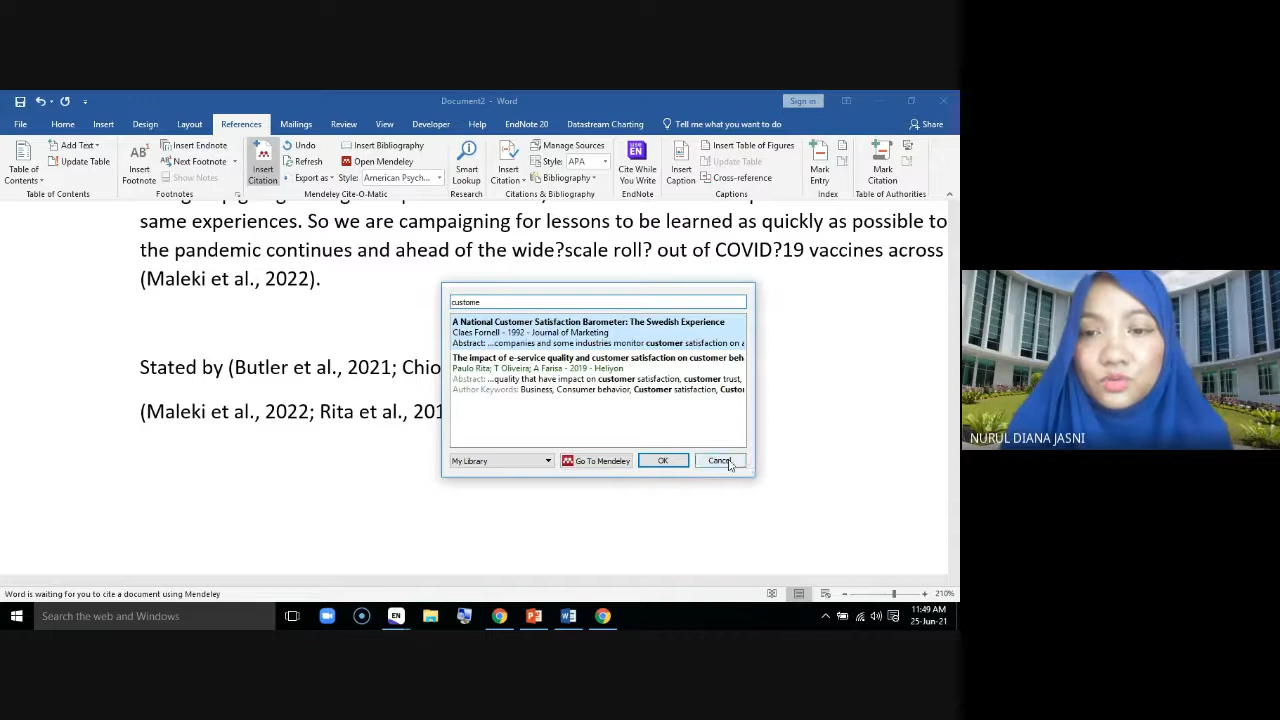 Document2 - Word
Sign in
File Home Insert Design Layout References Mailings Review View Developer Help EndNote 20 Datastream Charting Tell me what you want to do Share
Table of Contents
Add Text
Update Table
Table of Contents
AB¹
Insert Footnote
Insert Endnote
Next Footnote
Show Notes
Footnotes
Insert Citation
Undo
Refresh
Export as
Insert Bibliography
Open Mendeley
Style: American Psych...
Mendeley Cite-O-Matic
Smart Lookup
Research
Insert Citation
Manage Sources
Style: APA
Bibliography
Citations & Bibliography
EN
Cite While You Write
EndNote
Insert Caption
Insert Table of Figures
Update Table
Cross-reference
Captions
Mark Entry
Index
Mark Citation
Table of Authorities
same experiences. So we are campaigning for lessons to be learned as quickly as possible to
the pandemic continues and ahead of the wide?scale roll? out of COVID?19 vaccines across
(Maleki et al., 2022).
Stated by (Butler et al., 2021; Chio
(Maleki et al., 2022; Rita et al., 201
custome
A National Customer Satisfaction Barometer: The Swedish Experience
Claes Fornell - 1992 - Journal of Marketing
Abstract: ...companies and some industries monitor customer satisfaction on a
The impact of e-service quality and customer satisfaction on customer beh
Paulo Rita; T Oliveira; A Farisa - 2019 - Heliyon
Abstract: ...quality that have impact on customer satisfaction, customer trust,
Author Keywords: Business, Consumer behavior, Customer satisfaction, Custo
My Library Go To Mendeley OK Cancel
NURUL DIANA JASNI
Word is waiting for you to cite a document using Mendeley
210%
Search the web and Windows
EN
11:49 AM
25-Jun-21